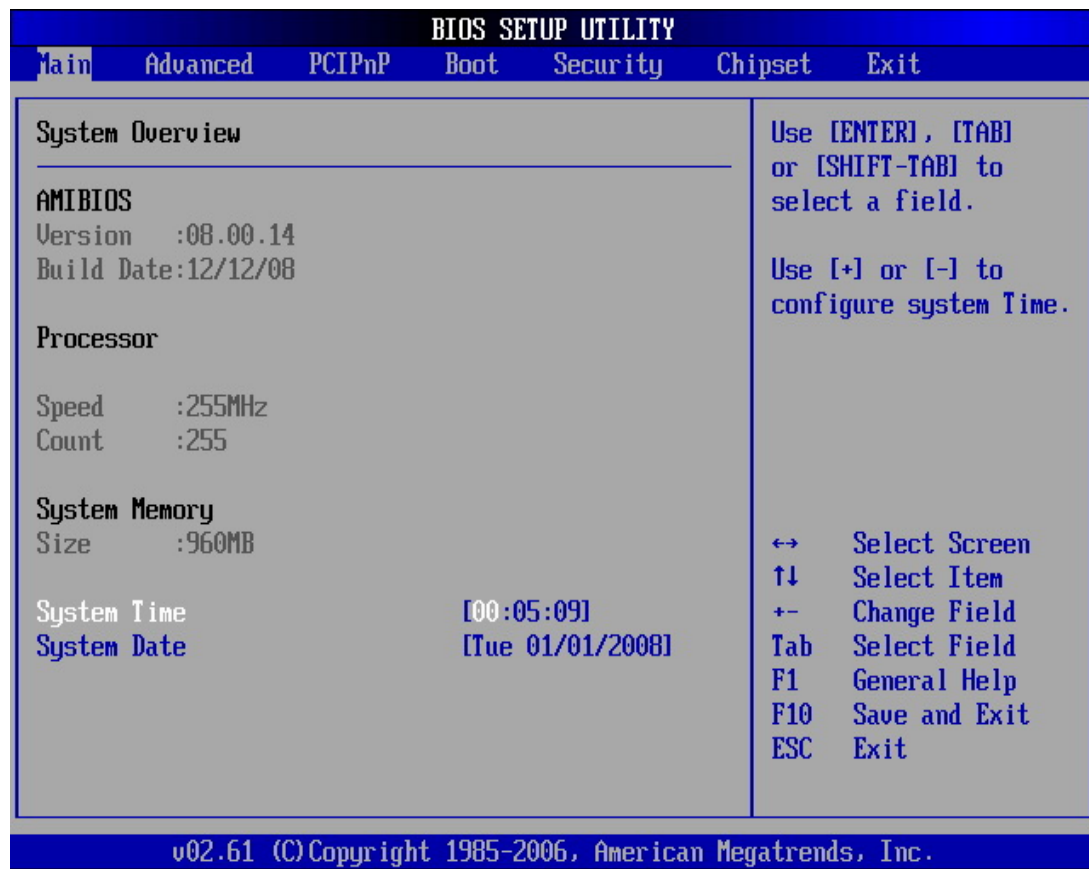 BIOS SETUP UTILITY
Main Advanced PCIPnP Boot Security Chipset Exit
System Overview
AMIBIOS
Version :08.00.14
Build Date:12/12/08
Processor
Speed :255MHz
Count :255
System Memory
Size :960MB
System Time [00:05:09]
System Date [Tue 01/01/2008]
Use [ENTER], [TAB]
or [SHIFT-TAB] to
select a field.
Use [+] or [-] to
configure system Time.
↔ Select Screen
↑↓ Select Item
+- Change Field
Tab Select Field
F1 General Help
F10 Save and Exit
ESC Exit
v02.61 (C)Copyright 1985-2006, American Megatrends, Inc.